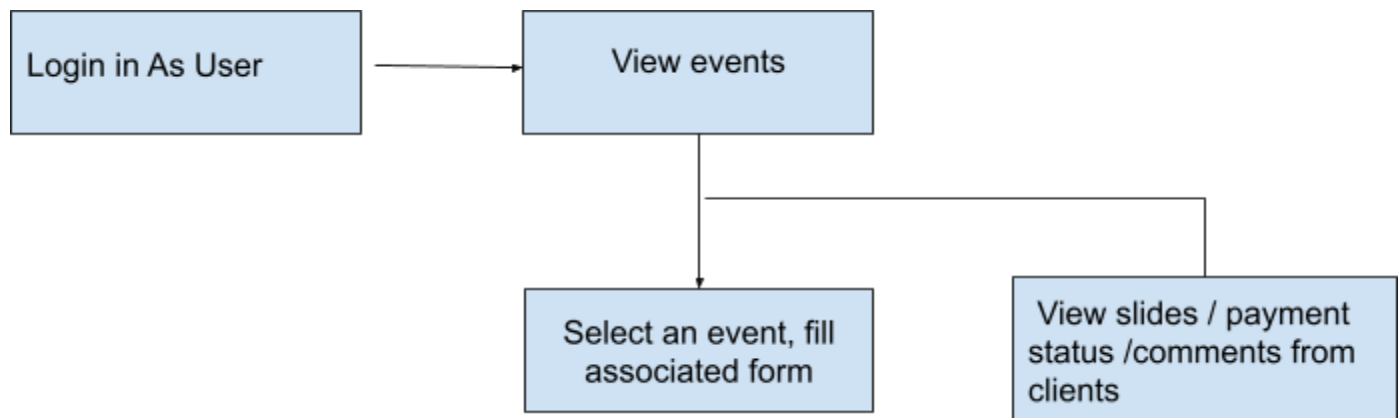 Login in As User
View events
Select an event, fill
associated form
View slides / payment
status /comments from
clients